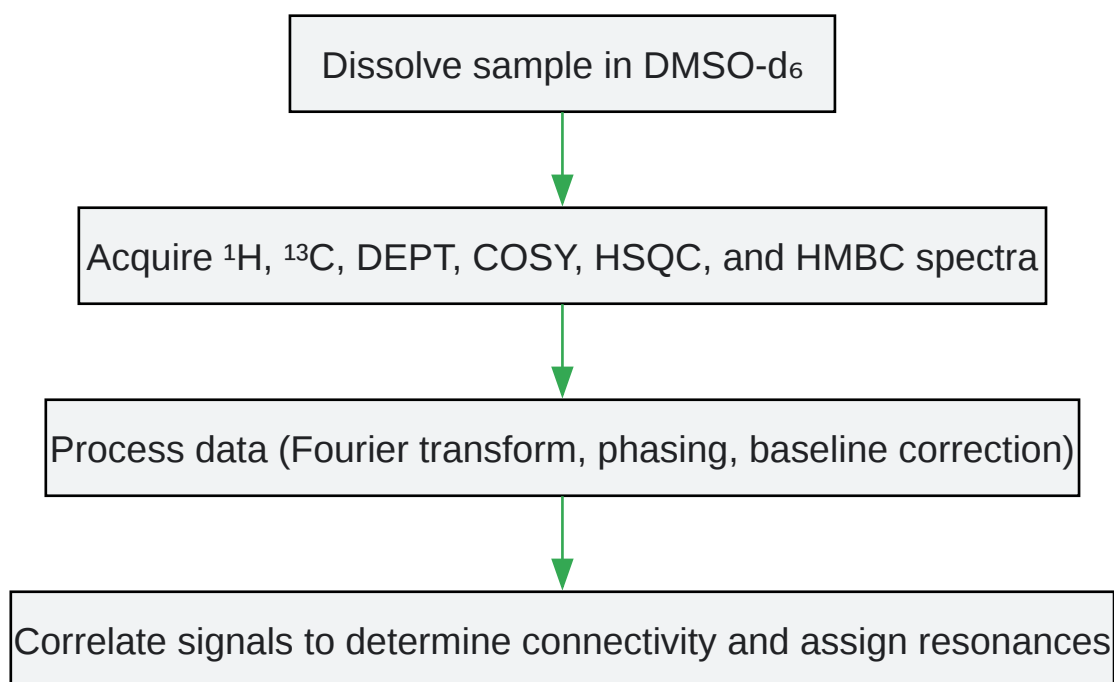 Dissolve sample in DMSO-d₆
Acquire ¹H, ¹³C, DEPT, COSY, HSQC, and HMBC spectra
Process data (Fourier transform, phasing, baseline correction)
Correlate signals to determine connectivity and assign resonances